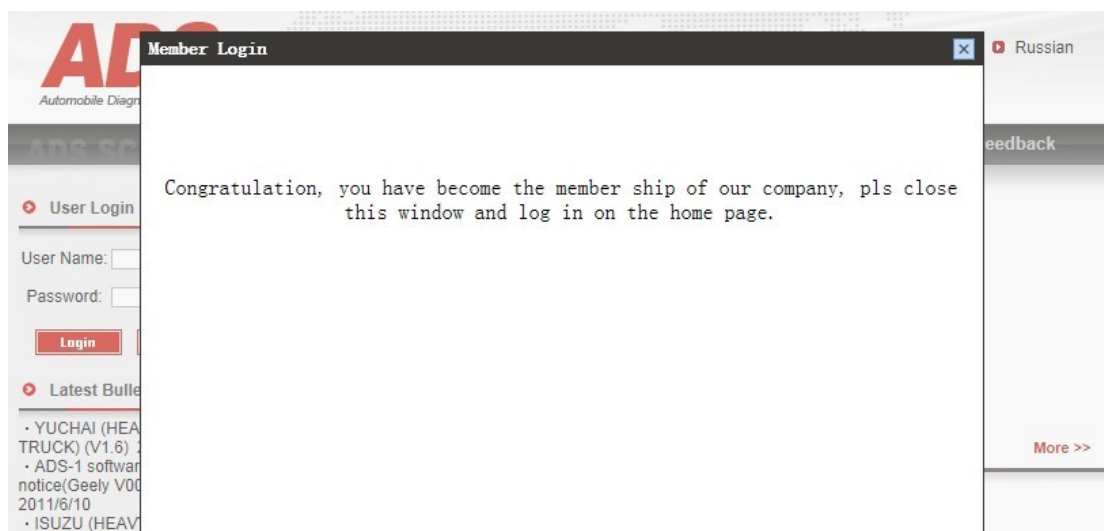 Member Login
Russian
Automobile Diagn
eedback
Congratulation, you have become the member ship of our company, pls close
this window and log in on the home page.
User Login
User Name:
Password:
Login
Latest Bulle
· YUCHAI (HEA
TRUCK) (V1.6)
· ADS-1 softwar
notice(Geely V00
2011/6/10
· ISUZU (HEAV
More >>